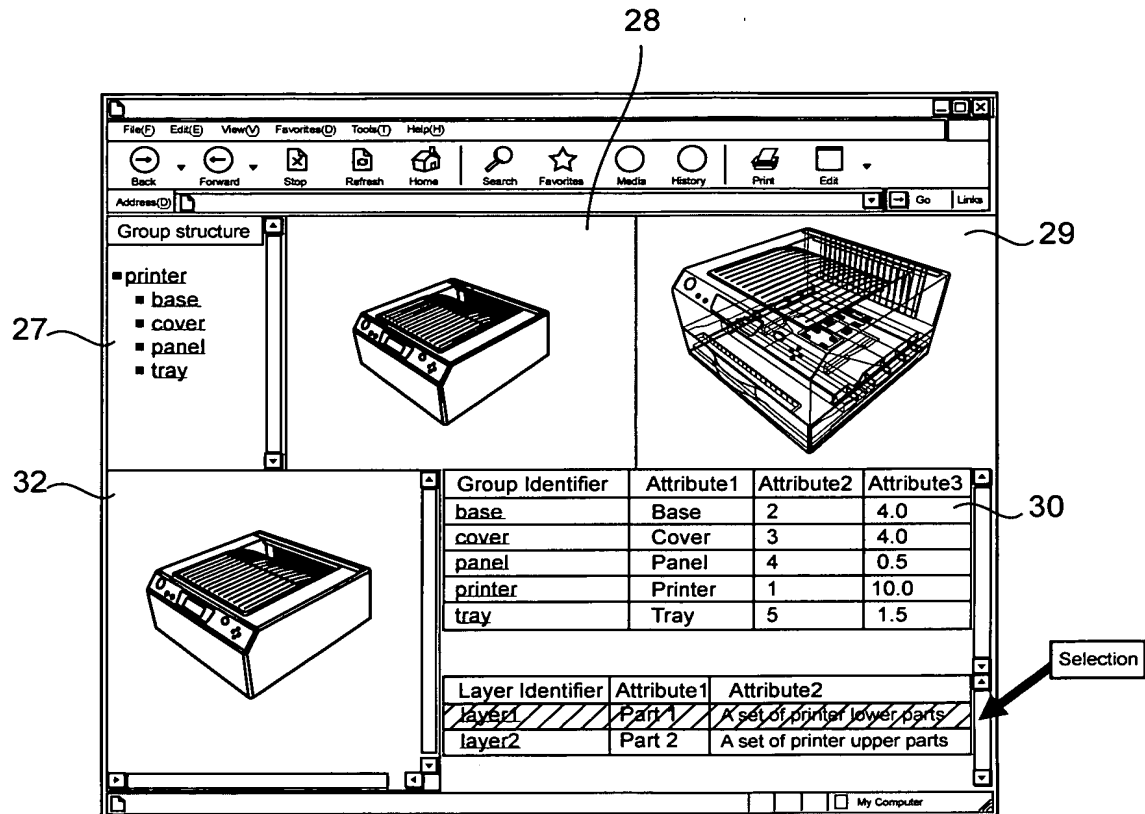 28
File(F) Edit(E) View(V) Favorites(D) Tools(T) Help(H)
Back Forward Stop Refresh Home Search Favorites Media History Print Edit
Address(D) Go Links
Group structure
29
printer
base
cover
panel
tray
27
32
Group Identifier Attribute1 Attribute2 Attribute3
base Base 2 4.0
30
cover Cover 3 4.0
panel Panel 4 0.5
printer Printer 1 10.0
tray Tray 5 1.5
Selection
Layer Identifier Attribute1 Attribute2
layer1 Part 1 A set of printer lower parts
layer2 Part 2 A set of printer upper parts
My Computer